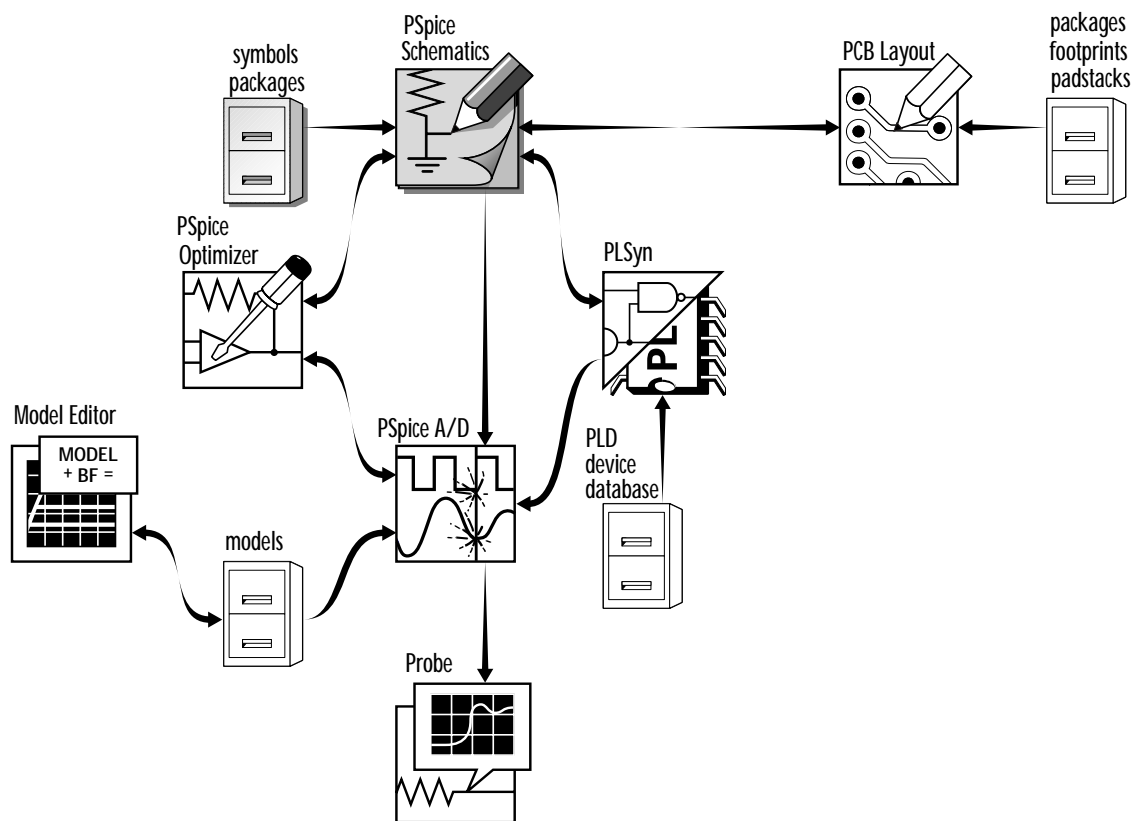 symbols
packages
PSpice
Schematics
PCB Layout
packages
footprints
padstacks
PSpice
Optimizer
PLSyn
PL
Model Editor
MODEL
+ BF =
PSpice A/D
PLD
device
database
models
Probe